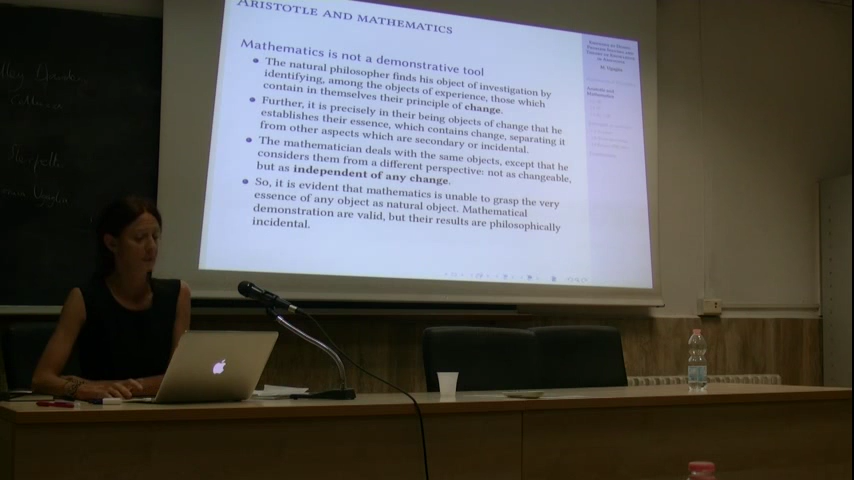 ARISTOTLE AND MATHEMATICS
Mathematics is not a demonstrative tool
The natural philosopher finds his object of investigation by
identifying, among the objects of experience, those which
contain in themselves their principle of change.
Further, it is precisely in their being objects of change that he
establishes their essence, which contains change, separating it
from other aspects which are secondary or incidental.
The mathematician deals with the same objects, except that he
considers them from a different perspective: not as changeable,
but as independent of any change.
So, it is evident that mathematics is unable to grasp the very
essence of any object as natural object. Mathematical
demonstration are valid, but their results are philosophically
incidental.
Aristotle and
Mathematics